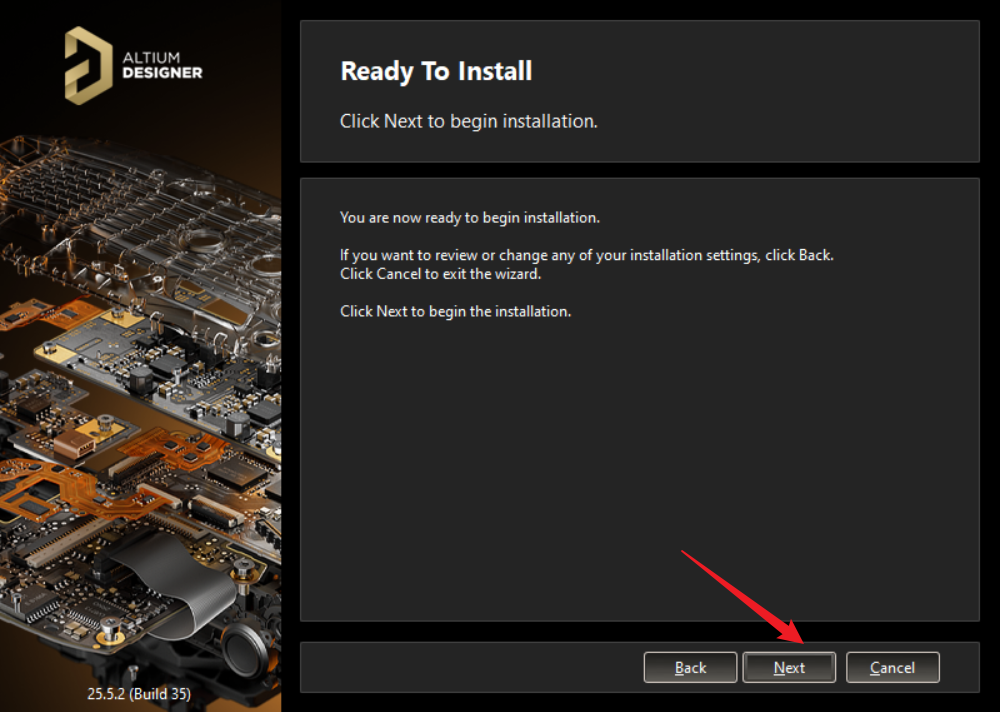 ALTIUM
DESIGNER
Ready To Install
Click Next to begin installation.
You are now ready to begin installation.
If you want to review or change any of your installation settings, click Back.
Click Cancel to exit the wizard.
Click Next to begin the installation.
Back
Next
Cancel
25.5.2 (Build 35)